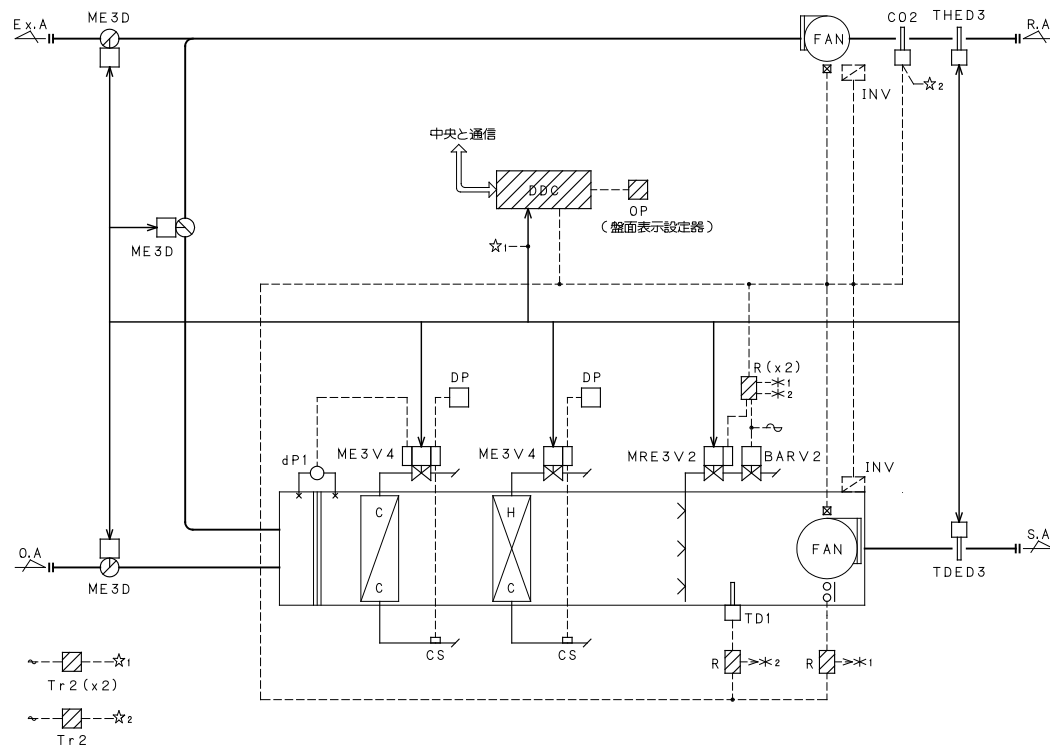 Ex.A
ME3D
FAN
CO2
THED3
R.A
☆2
INV
中央と通信
DDC
OP
(盤面表示設定器)
☆1
ME3D
R(x2)
*1
*2
DP
DP
ME3V4
ME3V4
MRE3V2
BARV2
dP1
INV
C
H
FAN
S.A
O.A
ME3D
TDED3
C
C
TD1
CS
CS
R
*2
R
*1
☆1
Tr2(x2)
☆2
Tr2